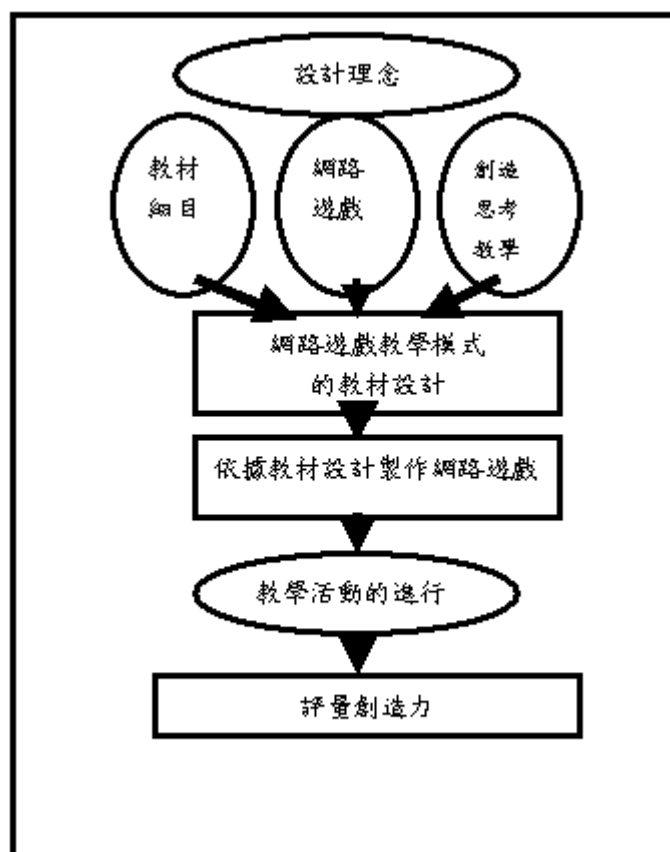 設計理念
教材
細目
網路
遊戲
創造
思考
教學
網路遊戲教學模式
的教材設計
依據教材設計製作網路遊戲
教學活動的進行
評量創造力